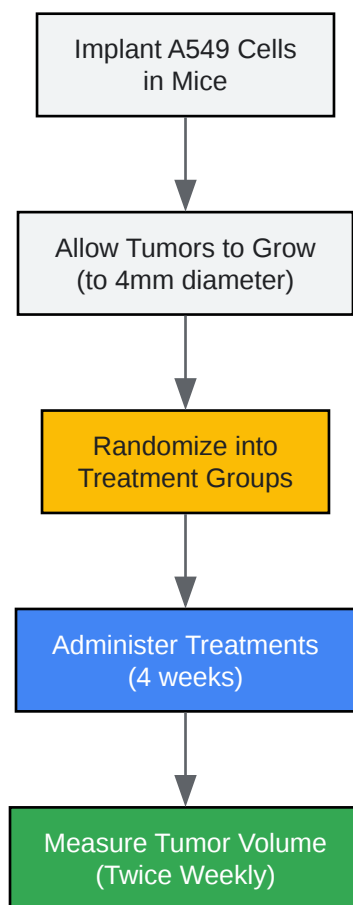 Implant A549 Cells
in Mice
Allow Tumors to Grow
(to 4mm diameter)
Randomize into
Treatment Groups
Administer Treatments
(4 weeks)
Measure Tumor Volume
(Twice Weekly)